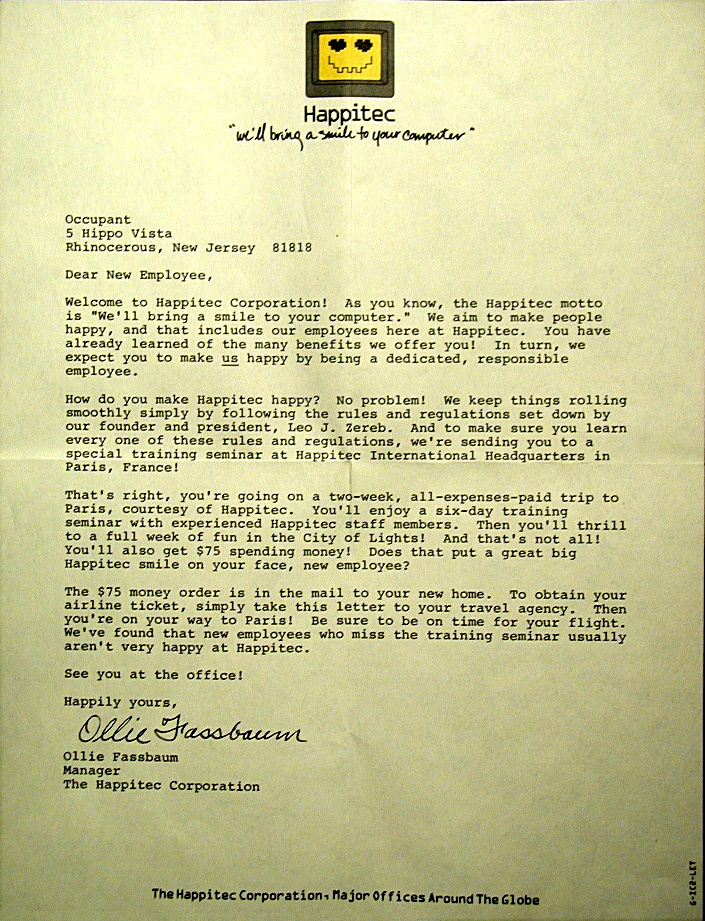 Happitec
"we'll bring a smile to your computer"
Occupant
5 Hippo Vista
Rhinocerous, New Jersey  81818
Dear New Employee,
Welcome to Happitec Corporation!  As you know, the Happitec motto
is "We'll bring a smile to your computer."  We aim to make people
happy, and that includes our employees here at Happitec.  You have
already learned of the many benefits we offer you!  In turn, we
expect you to make us happy by being a dedicated, responsible
employee.
How do you make Happitec happy?  No problem!  We keep things rolling
smoothly simply by following the rules and regulations set down by
our founder and president, Leo J. Zereb.  And to make sure you learn
every one of these rules and regulations, we're sending you to a
special training seminar at Happitec International Headquarters in
Paris, France!
That's right, you're going on a two-week, all-expenses-paid trip to
Paris, courtesy of Happitec.  You'll enjoy a six-day training
seminar with experienced Happitec staff members.  Then you'll thrill
to a full week of fun in the City of Lights!  And that's not all!
You'll also get $75 spending money!  Does that put a great big
Happitec smile on your face, new employee?
The $75 money order is in the mail to your new home.  To obtain your
airline ticket, simply take this letter to your travel agency.  Then
you're on your way to Paris!  Be sure to be on time for your flight.
We've found that new employees who miss the training seminar usually
aren't very happy at Happitec.
See you at the office!
Happily yours,
Ollie Fassbaum
Ollie Fassbaum
Manager
The Happitec Corporation
The Happitec Corporation, Major Offices Around The Globe
G-IC2-LET